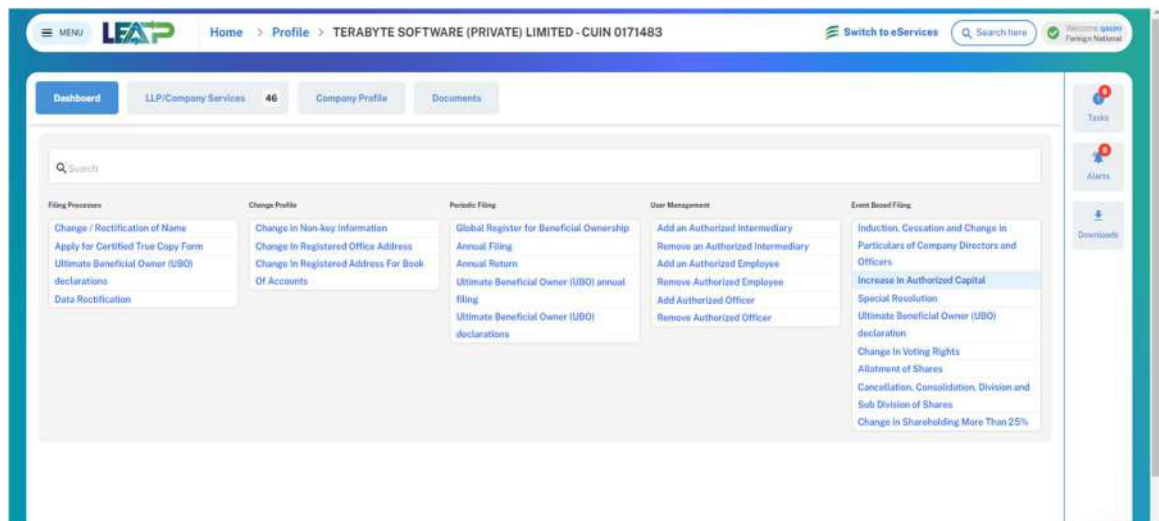 MENU
LEAP
Home > Profile > TERABYTE SOFTWARE (PRIVATE) LIMITED - CUIN 0171483
Switch to eServices
Search here
Welcome qasim
Foreign National
Dashboard
LLP/Company Services 46
Company Profile
Documents
Tasks
Alerts
Downloads
Search
Filing Processes
Change / Rectification of Name
Apply for Certified True Copy Form
Ultimate Beneficial Owner (UBO)
declarations
Data Rectification
Change Profile
Change in Non-key Information
Change In Registered Office Address
Change In Registered Address For Book
Of Accounts
Periodic Filing
Global Register for Beneficial Ownership
Annual Filing
Annual Return
Ultimate Beneficial Owner (UBO) annual
filing
Ultimate Beneficial Owner (UBO)
declarations
User Management
Add an Authorized Intermediary
Remove an Authorized Intermediary
Add an Authorized Employee
Remove Authorized Employee
Add Authorized Officer
Remove Authorized Officer
Event Based Filing
Induction, Cessation and Change in
Particulars of Company Directors and
Officers
Increase In Authorized Capital
Special Resolution
Ultimate Beneficial Owner (UBO)
declaration
Change In Voting Rights
Allotment of Shares
Cancellation, Consolidation, Division and
Sub Division of Shares
Change in Shareholding More Than 25%